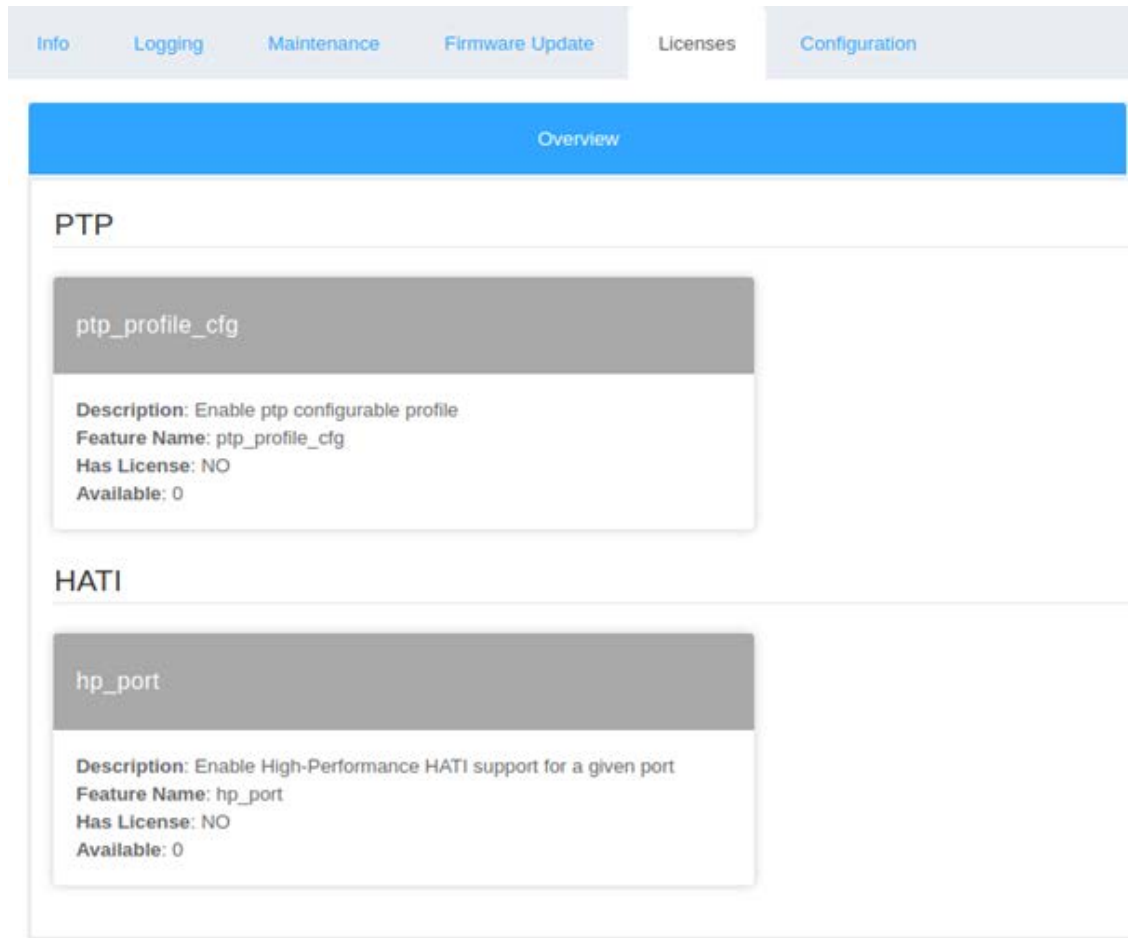 Info Logging Maintenance Firmware Update Licenses Configuration
Overview
PTP
ptp_profile_cfg
Description: Enable ptp configurable profile
Feature Name: ptp_profile_cfg
Has License: NO
Available: 0
HATI
hp_port
Description: Enable High-Performance HATI support for a given port
Feature Name: hp_port
Has License: NO
Available: 0